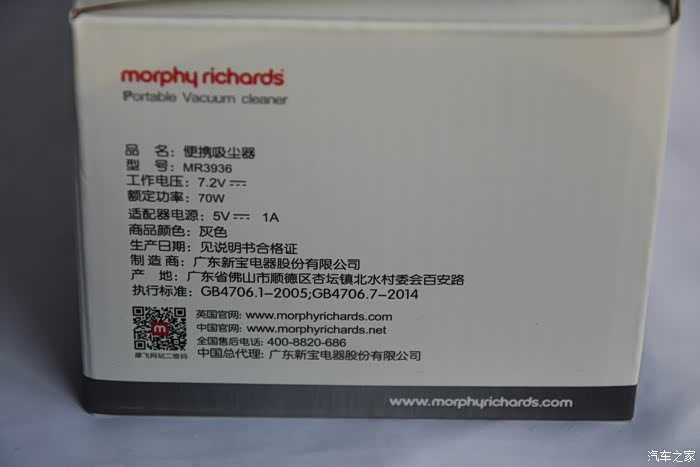 morphy richards
Portable Vacuum cleaner
品 名：便携吸尘器
型 号：MR3936
工作电压：7.2V
额定功率：70W
适配器电源：5V 1A
商品颜色：灰色
生产日期：见说明书合格证
制造商：广东新宝电器股份有限公司
产 地：广东省佛山市顺德区杏坛镇北水村委会百安路
执行标准：GB4706.1-2005;GB4706.7-2014
英国官网：www.morphyrichards.com
中国官网：www.morphyrichards.net
全国售后电话：400-8820-686
中国总代理：广东新宝电器股份有限公司
m
摩飞网站二维码
www.morphyrichards.com
汽车之家